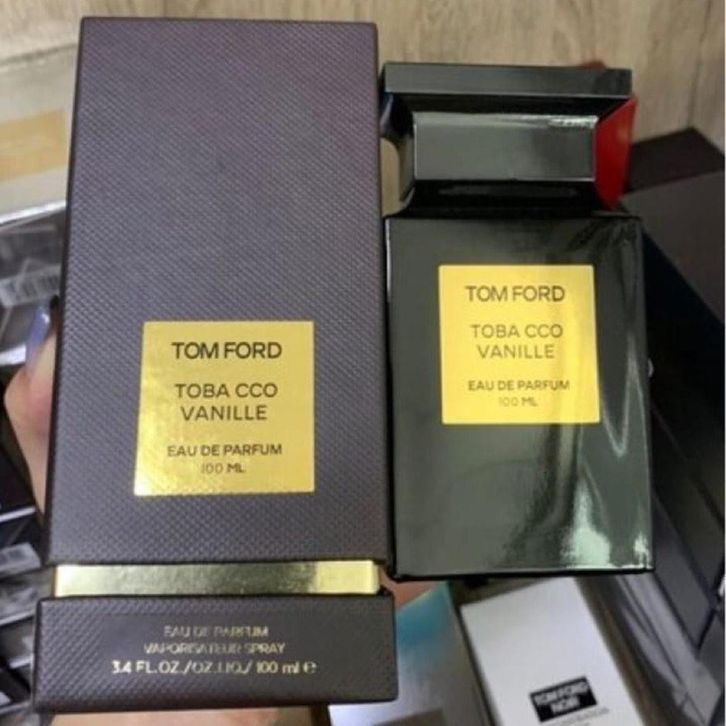 TOM FORD
TOBA CCO
VANILLE
EAU DE PARFUM
100 ML
EAU DE PARFUM
VAPORISATEUR SPRAY
3.4 FL.OZ./OZ.LIQ./ 100 ml e
TOM FORD
TOBA CCO
VANILLE
EAU DE PARFUM
100 ML
TOM FORD
NOIR